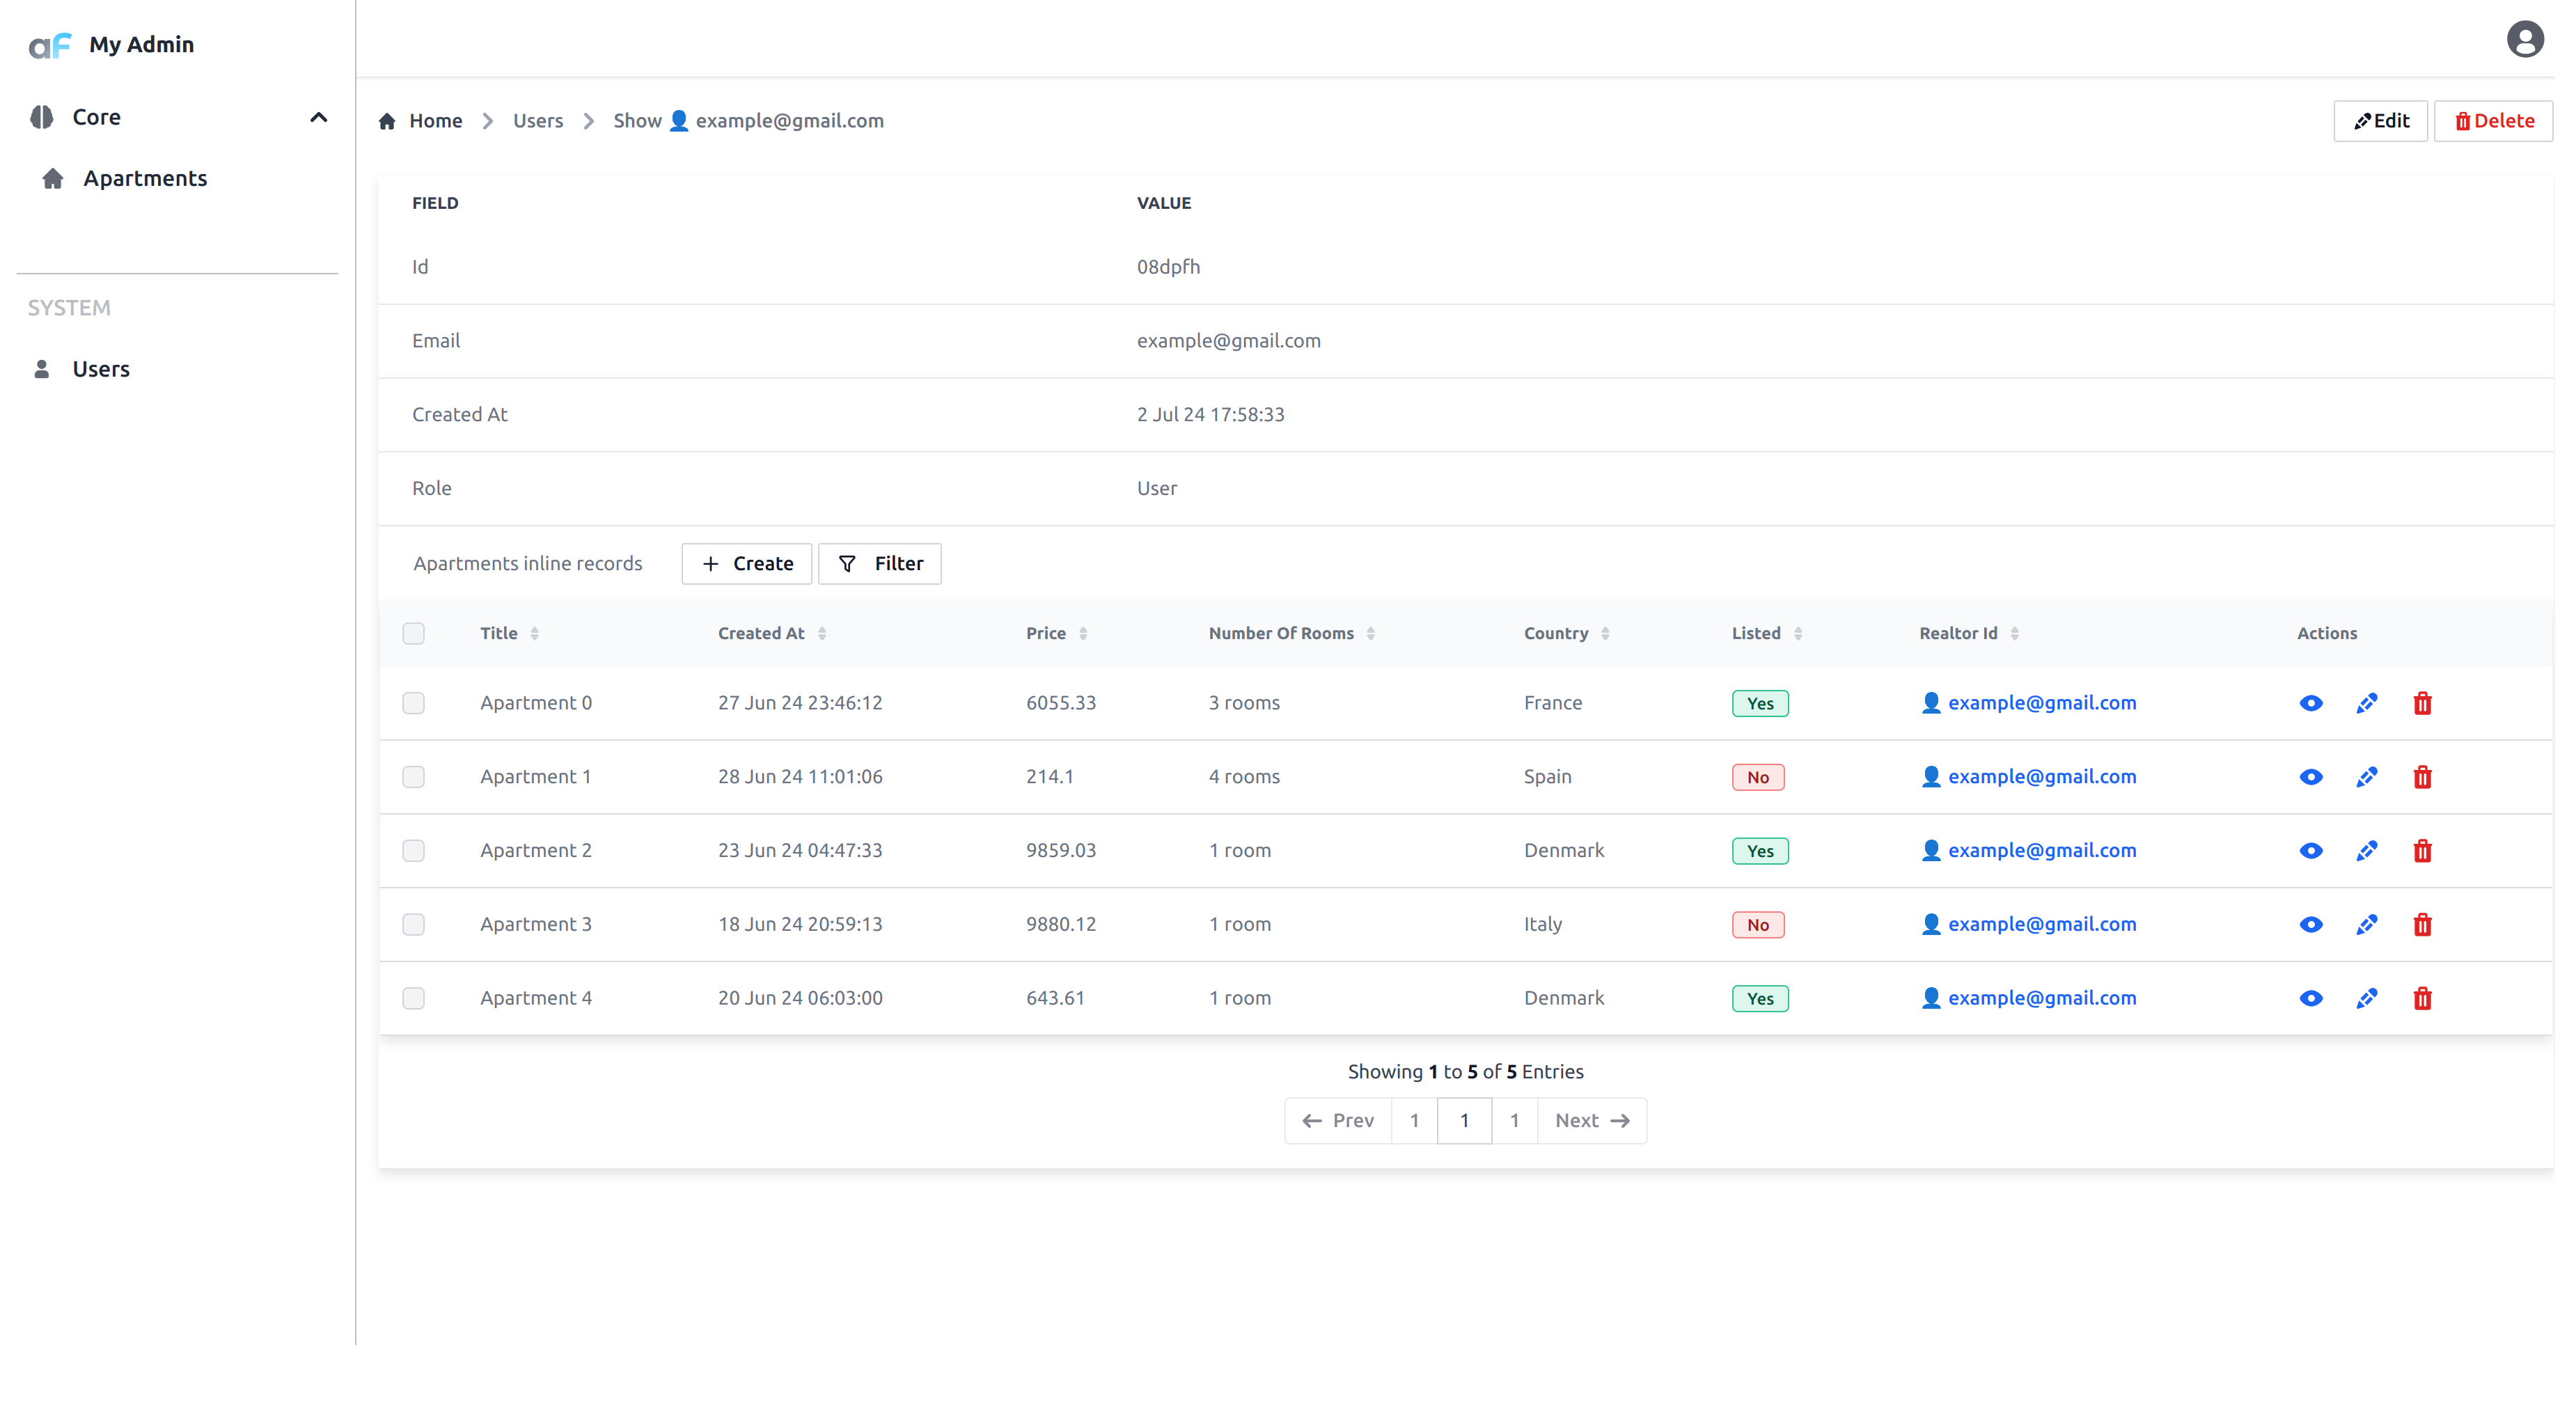 aF My Admin
Core
Apartments
SYSTEM
Users
Home Users Show 👤 example@gmail.com
Edit Delete
FIELD VALUE
Id 08dpfh
Email example@gmail.com
Created At 2 Jul 24 17:58:33
Role User
Apartments inline records Create Filter
Title Created At Price Number Of Rooms Country Listed Realtor Id Actions
Apartment 0 27 Jun 24 23:46:12 6055.33 3 rooms France Yes 👤 example@gmail.com
Apartment 1 28 Jun 24 11:01:06 214.1 4 rooms Spain No 👤 example@gmail.com
Apartment 2 23 Jun 24 04:47:33 9859.03 1 room Denmark Yes 👤 example@gmail.com
Apartment 3 18 Jun 24 20:59:13 9880.12 1 room Italy No 👤 example@gmail.com
Apartment 4 20 Jun 24 06:03:00 643.61 1 room Denmark Yes 👤 example@gmail.com
Showing 1 to 5 of 5 Entries
Prev 1 1 1 Next